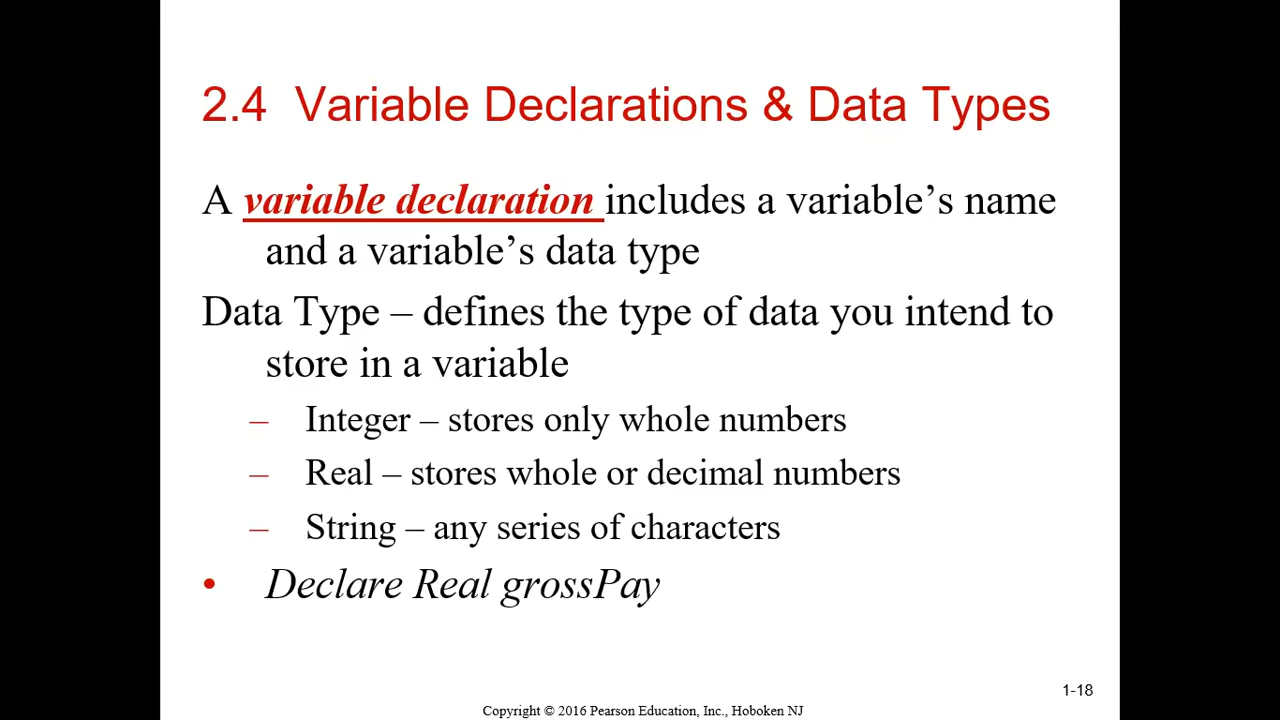 2.4 Variable Declarations & Data Types
A variable declaration includes a variable’s name
and a variable’s data type
Data Type – defines the type of data you intend to
store in a variable
– Integer – stores only whole numbers
– Real – stores whole or decimal numbers
– String – any series of characters
• Declare Real grossPay
1-18
Copyright © 2016 Pearson Education, Inc., Hoboken NJ